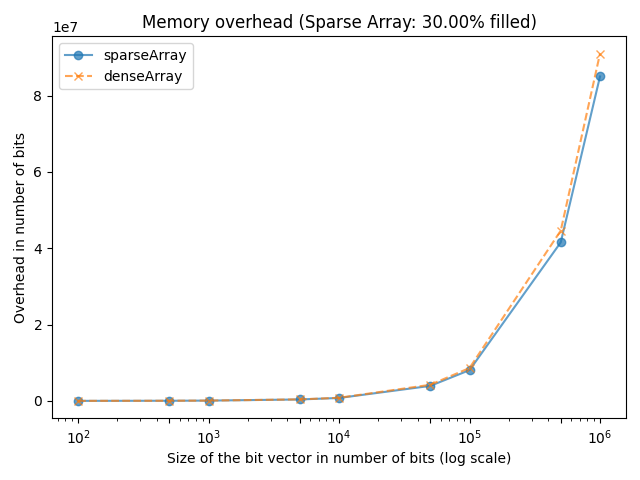 Memory overhead (Sparse Array: 30.00% filled)
1e7
sparseArray
denseArray
8
6
4
2
0
Overhead in number of bits
10²
10³
10⁴
10⁵
10⁶
Size of the bit vector in number of bits (log scale)